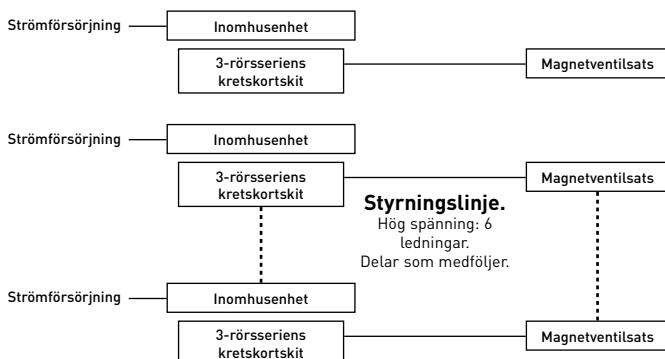 Strömförsörjning
Inomhusenhet
3-rörsseriens
kretskortskit
Magnetventilsats
Strömförsörjning
Inomhusenhet
3-rörsseriens
kretskortskit
Magnetventilsats
Styrningslinje.
Hög spänning: 6
ledningar.
Delar som medföljer.
Strömförsörjning
Inomhusenhet
3-rörsseriens
kretskortskit
Magnetventilsats